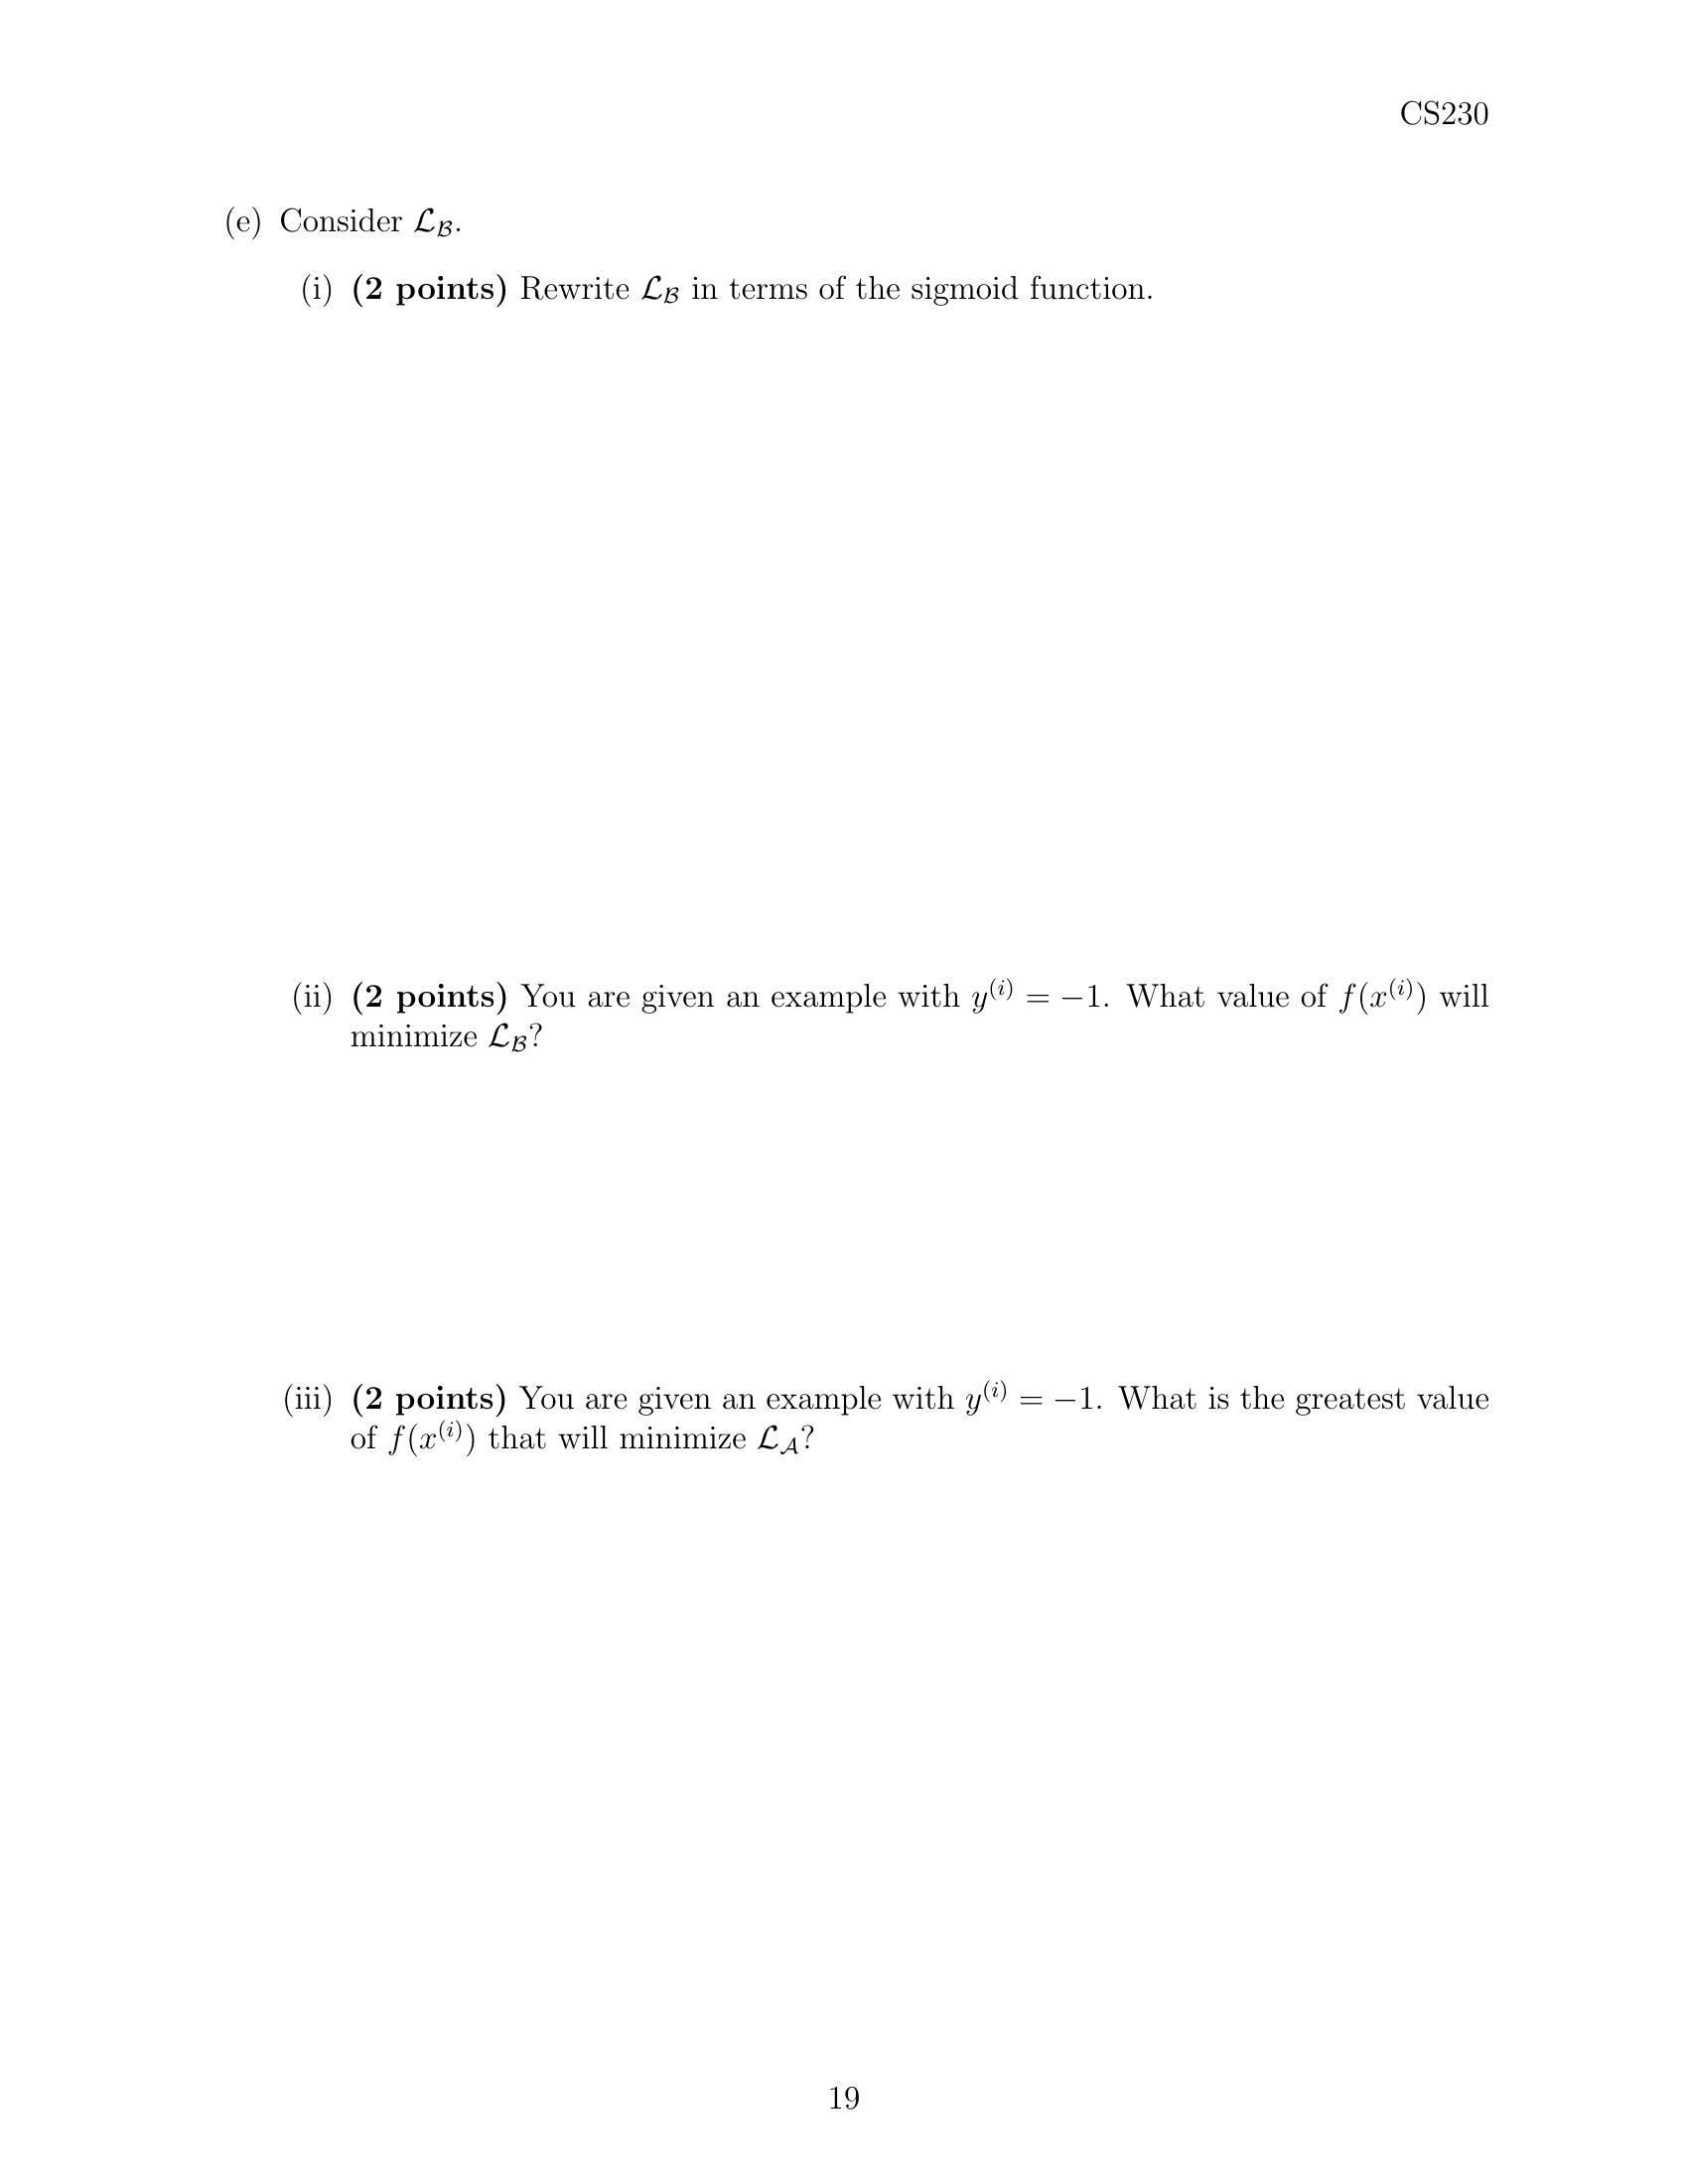 CS230
(e) Consider $\mathcal{L}_{\mathcal{B}}$.
(i) (2 points) Rewrite $\mathcal{L}_{\mathcal{B}}$ in terms of the sigmoid function.
(ii) (2 points) You are given an example with $y^{(i)} = -1$. What value of $f(x^{(i)})$ will
minimize $\mathcal{L}_{\mathcal{B}}$?
(iii) (2 points) You are given an example with $y^{(i)} = -1$. What is the greatest value
of $f(x^{(i)})$ that will minimize $\mathcal{L}_{\mathcal{A}}$?
19